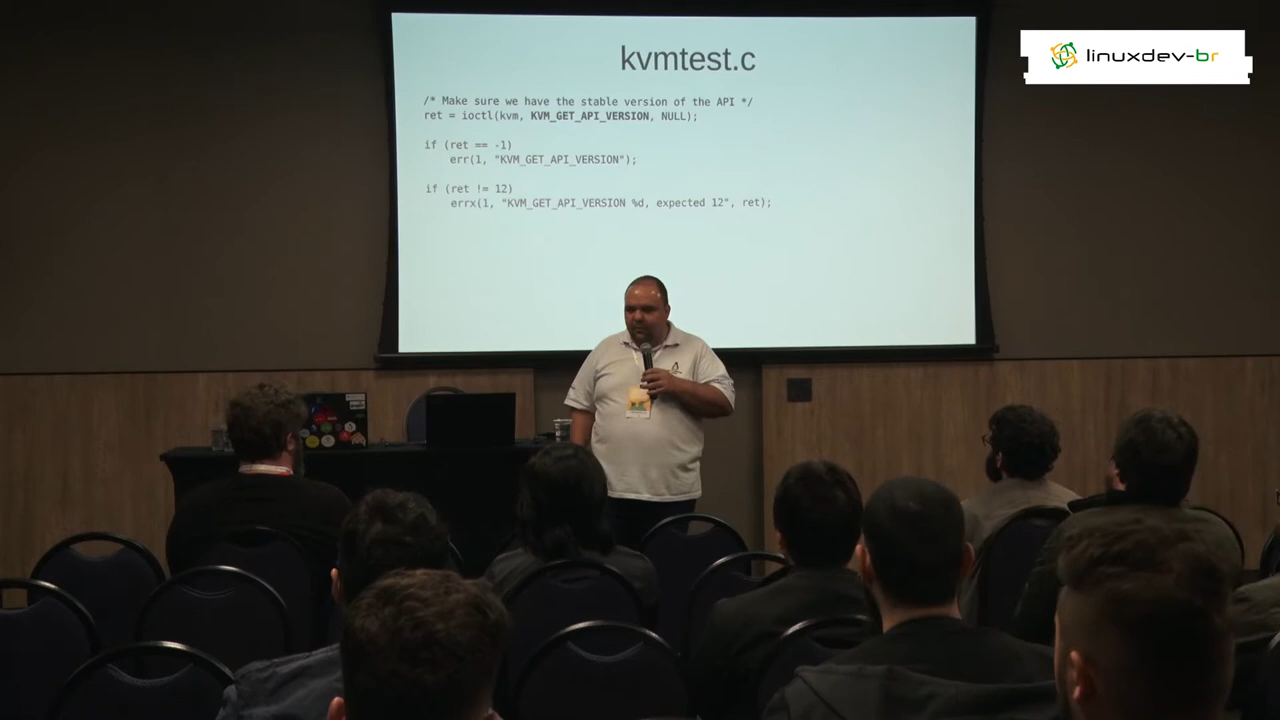 kvmtest.c
linuxdev-br
/* Make sure we have the stable version of the API */
ret = ioctl(kvm, KVM_GET_API_VERSION, NULL);
if (ret == -1)
err(1, "KVM_GET_API_VERSION");
if (ret != 12)
errx(1, "KVM_GET_API_VERSION %d, expected 12", ret);